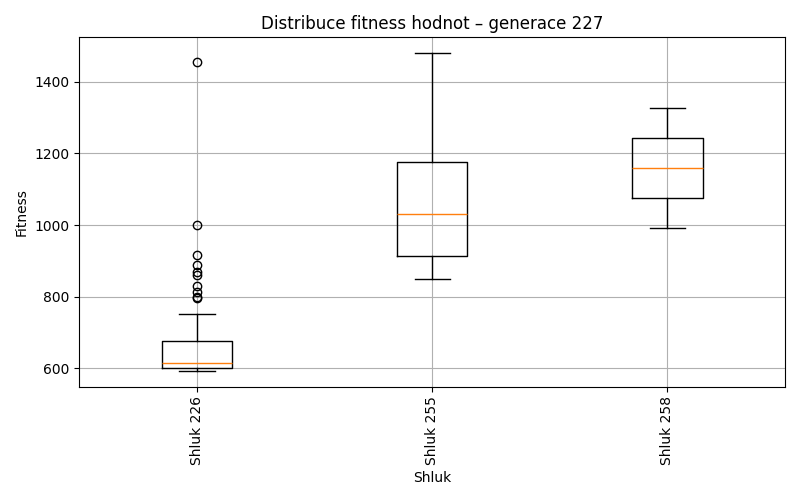 Distribuce fitness hodnot – generace 227
Fitness
1400
1200
1000
800
600
Shluk 226
Shluk 255
Shluk 258
Shluk